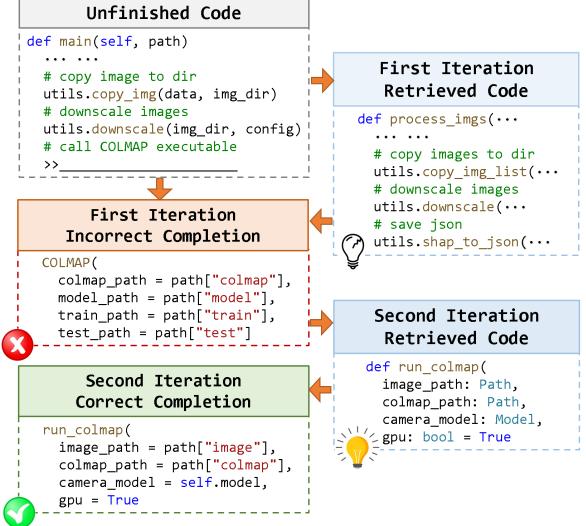 Unfinished Code
def main(self, path)
... ...
# copy image to dir
utils.copy_img(data, img_dir)
# downscale images
utils.downscale(img_dir, config)
# call COLMAP executable
>>____________________
First Iteration
Retrieved Code
def process_imgs(···
... ...
# copy images to dir
utils.copy_img_list(···
# downscale images
utils.downscale(···
# save json
utils.shap_to_json(···
First Iteration
Incorrect Completion
COLMAP(
colmap_path = path["colmap"],
model_path = path["model"],
train_path = path["train"],
test_path = path["test"]
Second Iteration
Retrieved Code
def run_colmap(
image_path: Path,
colmap_path: Path,
camera_model: Model,
gpu: bool = True
Second Iteration
Correct Completion
run_colmap(
image_path = path["image"],
colmap_path = path["colmap"],
camera_model = self.model,
gpu = True